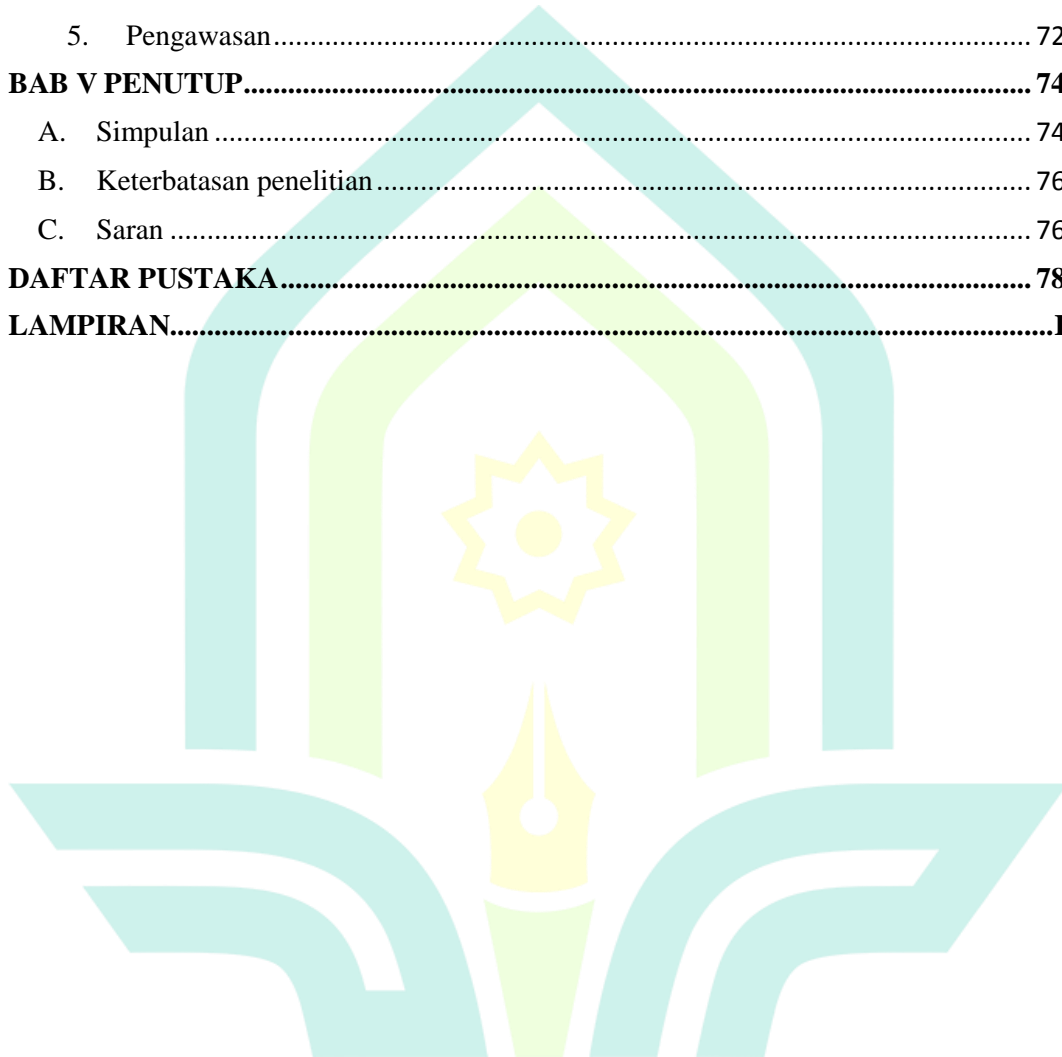 5. Pengawasan........................................................................................................ 72
BAB V PENUTUP........................................................................................................ 74
A. Simpulan ........................................................................................................ 74
B. Keterbatasan penelitian........................................................................................ 76
C. Saran ........................................................................................................ 76
DAFTAR PUSTAKA........................................................................................................ 78
LAMPIRAN........................................................................................................I